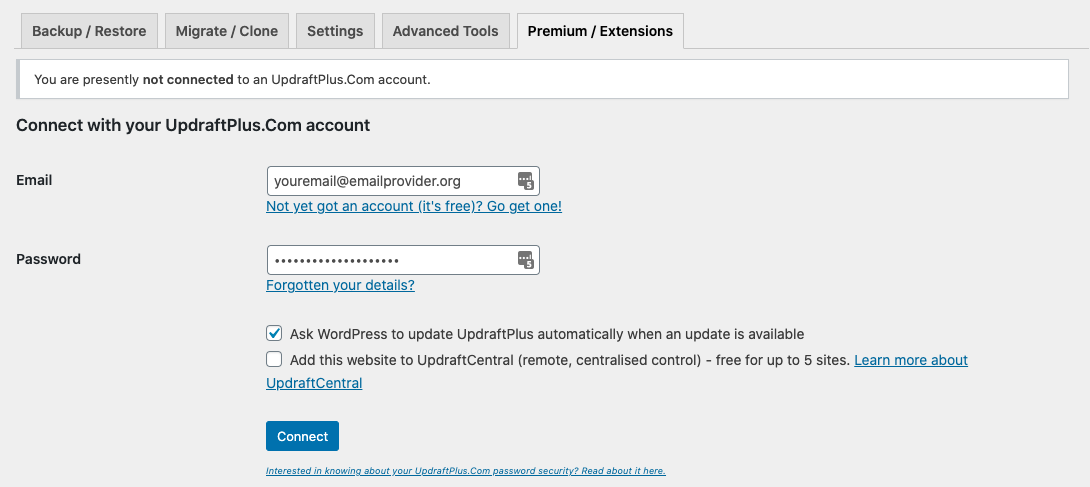 Backup / Restore Migrate / Clone Settings Advanced Tools Premium / Extensions
You are presently not connected to an UpdraftPlus.Com account.
Connect with your UpdraftPlus.Com account
Email youremail@emailprovider.org 5
Not yet got an account (it's free)? Go get one!
Password •••••••••••••••••••• 5
Forgotten your details?
Ask WordPress to update UpdraftPlus automatically when an update is available
Add this website to UpdraftCentral (remote, centralised control) - free for up to 5 sites. Learn more about
UpdraftCentral
Connect
Interested in knowing about your UpdraftPlus.Com password security? Read about it here.